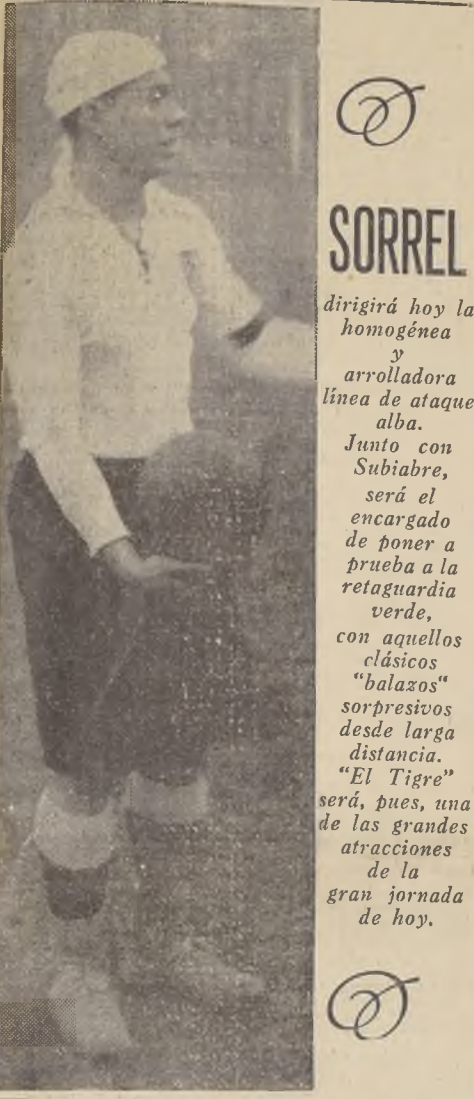 SORREL
dirigirá hoy la
homogénea
y
arrolladora
línea de ataque
alba.
Junto con
Subiabre,
será el
encargado
de poner a
prueba a la
retaguardia
verde,
con aquellos
clásicos
"balazos"
sorpresivos
desde larga
distancia.
"El Tigre"
será, pues, una
de las grandes
atracciones
de la
gran jornada
de hoy.